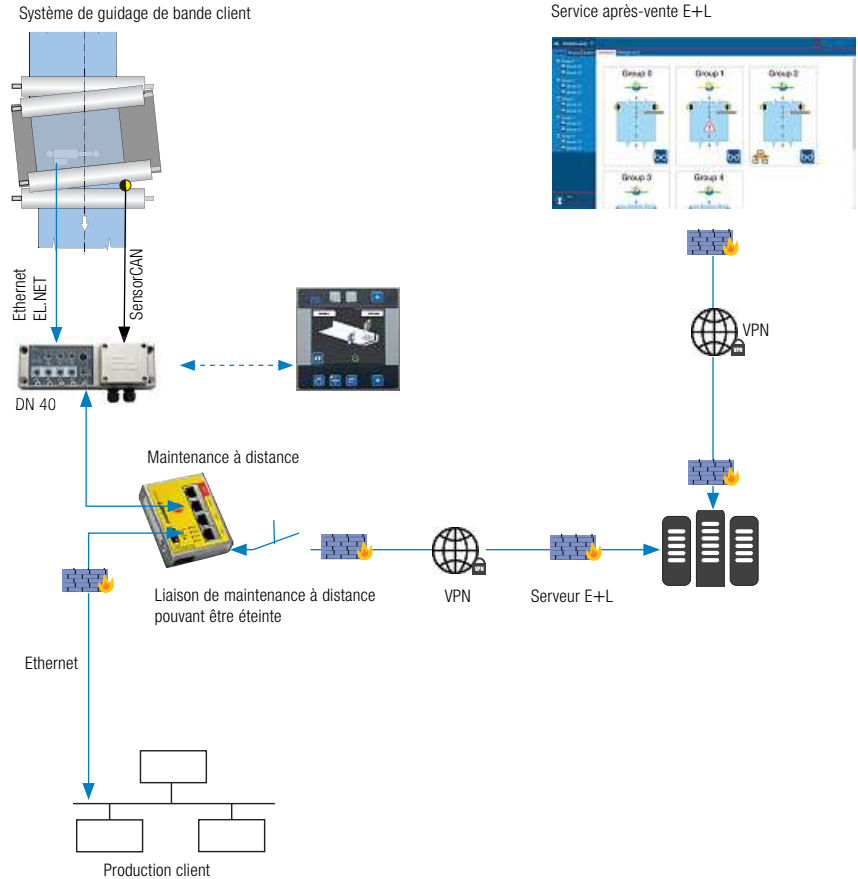 Système de guidage de bande client
Service après-vente E+L
Group 0
Group 1
Group 2
Group 3
Group 4
Ethernet
EL.NET
SensorCAN
VPN
VPN
DN 40
Maintenance à distance
Liaison de maintenance à distance
pouvant être éteinte
VPN
VPN
Serveur E+L
Ethernet
Production client